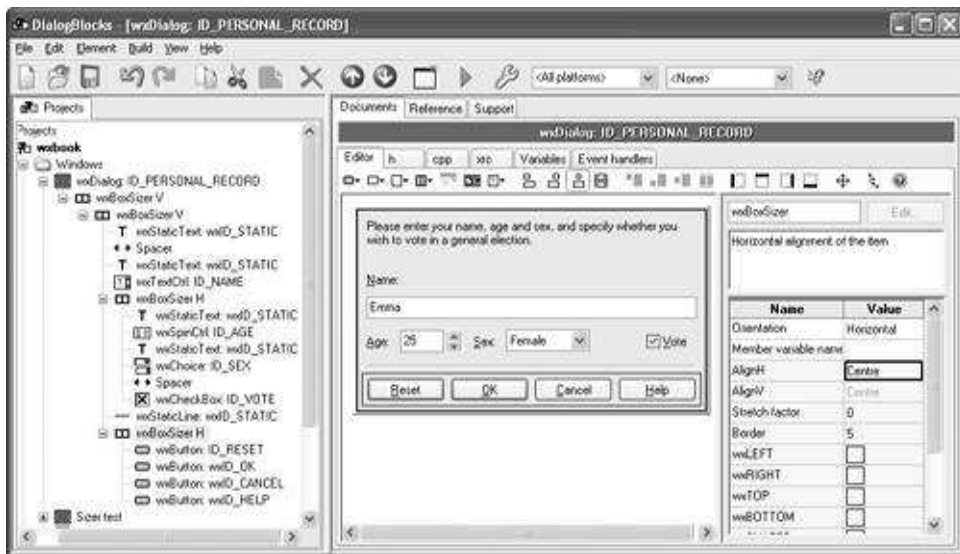 DialogBlocks - [wxDialog: ID_PERSONAL_RECORD]
File Edit Element Build View Help
<All platforms> <None>
Projects
Projects
wxbook
Windows
wxDialog: ID_PERSONAL_RECORD
wxBoxSizer V
wxBoxSizer V
wxStaticText: wxID_STATIC
Spacer
wxStaticText: wxID_STATIC
wxTextCtrl: ID_NAME
wxBoxSizer H
wxStaticText: wxID_STATIC
wxSpinCtrl: ID_AGE
wxStaticText: wxID_STATIC
wxChoice: ID_SEX
Spacer
wxCheckBox: ID_VOTE
wxStaticLine: wxID_STATIC
wxBoxSizer H
wxButton: ID_RESET
wxButton: wxID_OK
wxButton: wxID_CANCEL
wxButton: wxID_HELP
Sizer test
Documents Reference Support
wxDialog: ID_PERSONAL_RECORD
Editor h cpp xrc Variables Event handlers
Please enter your name, age and sex, and specify whether you
wish to vote in a general election.
Name:
Emma
Age: 25 Sex: Female Vote
Reset OK Cancel Help
wxBoxSizer Edit...
Horizontal alignment of the item
Name Value
Orientation Horizontal
Member variable name
AlignH Centre
AlignV Centre
Stretch factor 0
Border 5
wxLEFT
wxRIGHT
wxTOP
wxBOTTOM